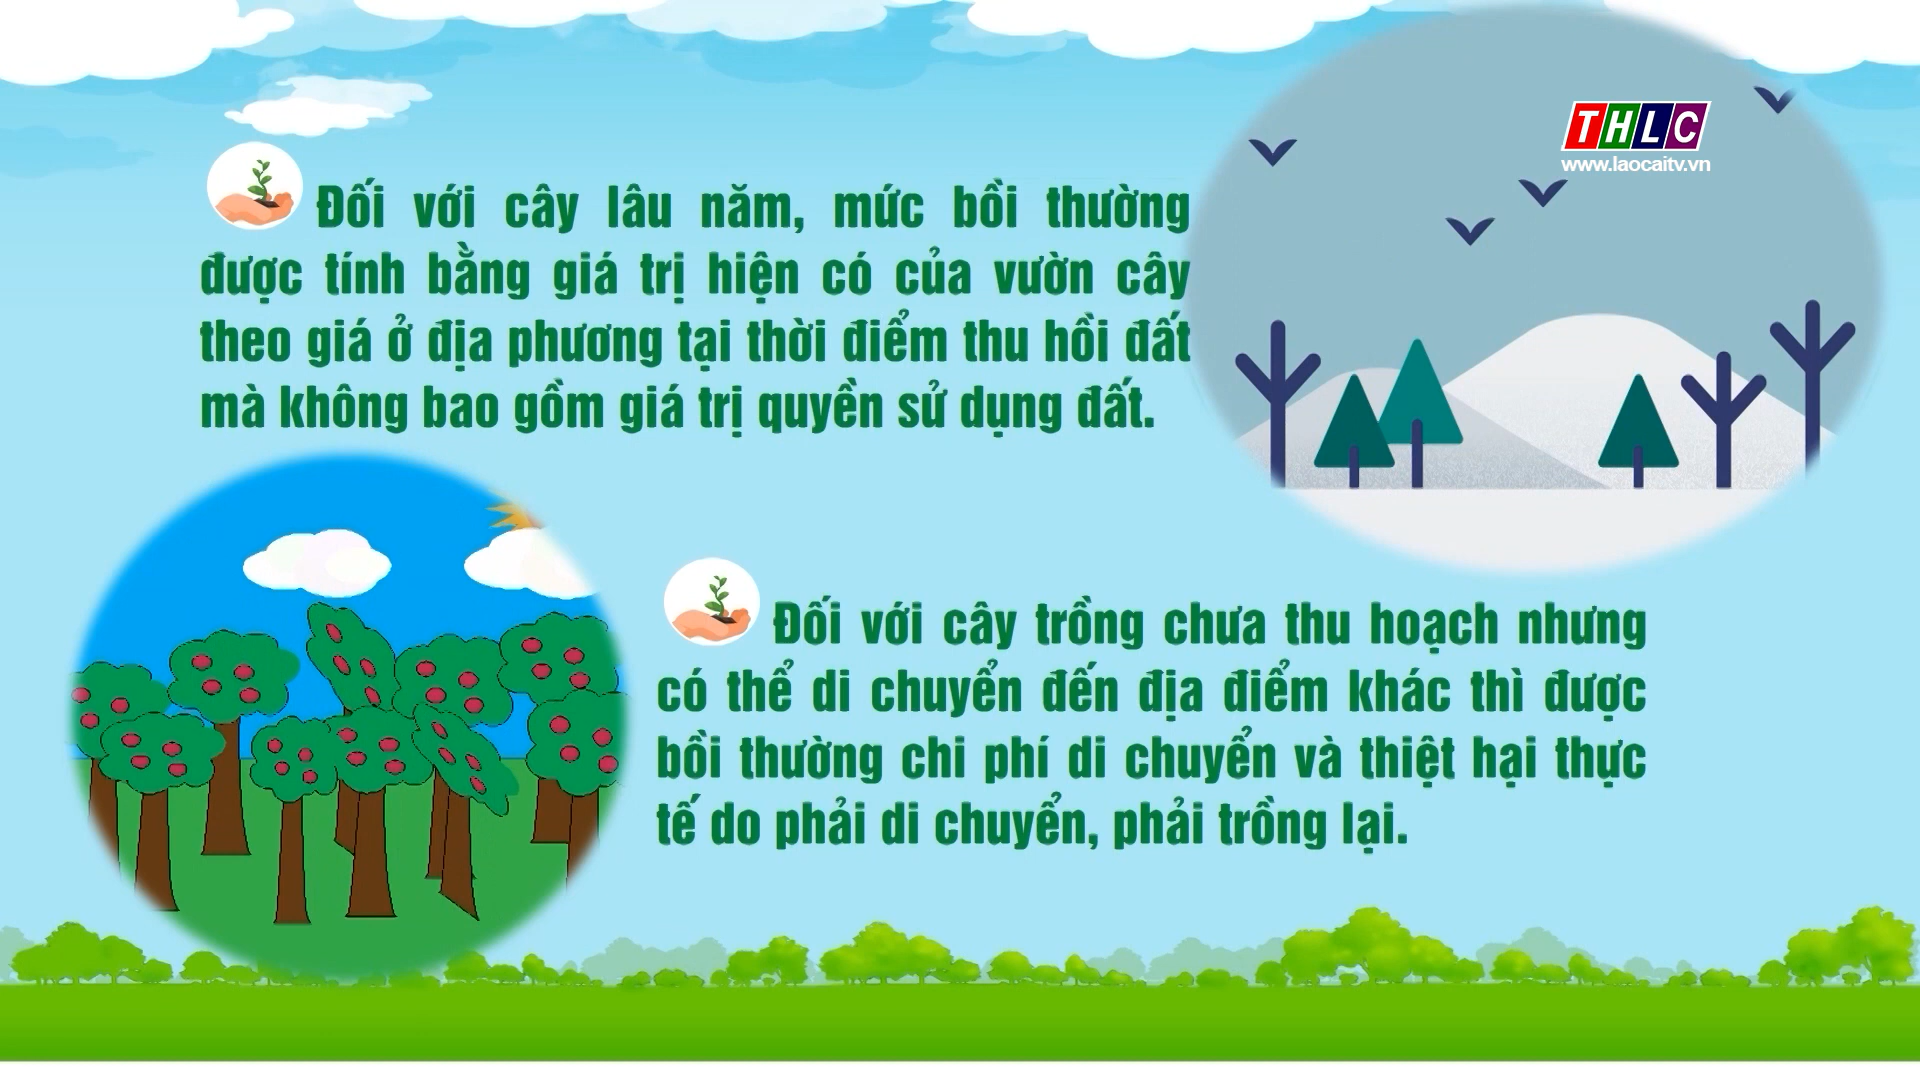 THLC
www.laocaitv.vn
Đối với cây lâu năm, mức bồi thường
được tính bằng giá trị hiện có của vườn cây
theo giá ở địa phương tại thời điểm thu hồi đất
mà không bao gồm giá trị quyền sử dụng đất.
Đối với cây trồng chưa thu hoạch nhưng
có thể di chuyển đến địa điểm khác thì được
bồi thường chi phí di chuyển và thiệt hại thực
tế do phải di chuyển, phải trồng lại.